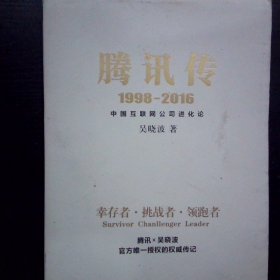 腾讯传
1998-2016
中国互联网公司进化论
吴晓波 著
幸存者·挑战者·领跑者
Survivor Chanllenger Leader
腾讯×吴晓波
官方唯一授权的权威传记